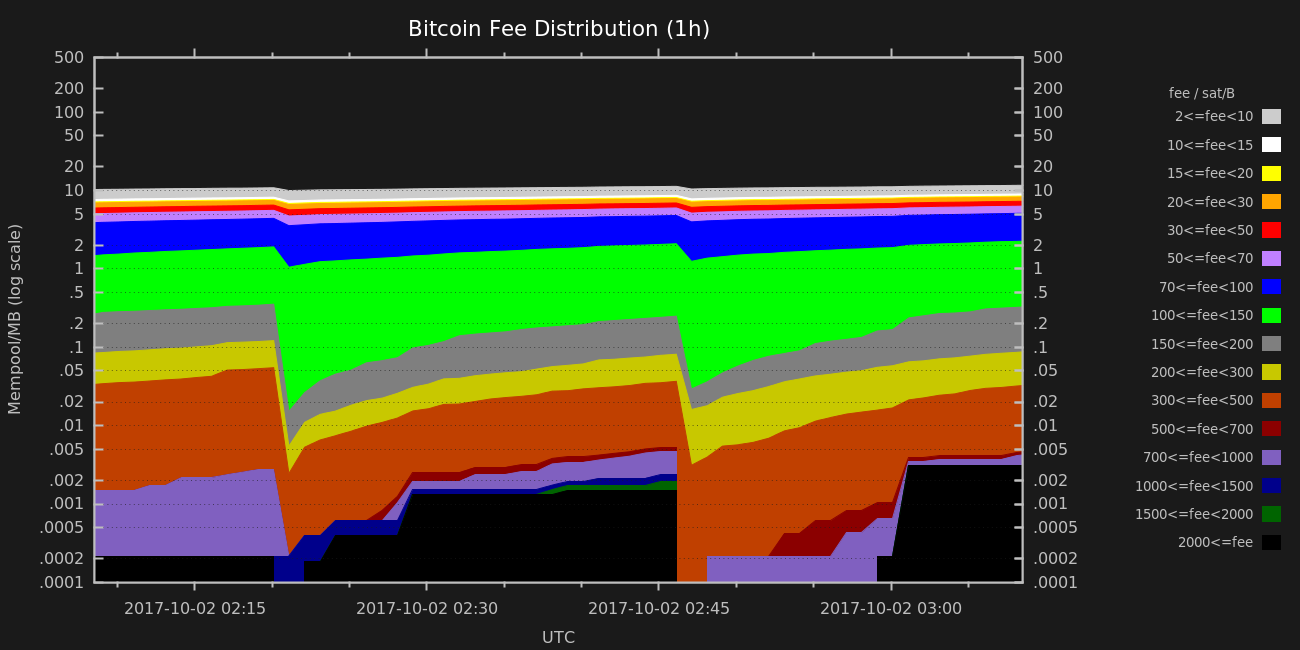 Bitcoin Fee Distribution (1h)
Mempool/MB (log scale)
500
200
100
50
20
10
5
2
1
.5
.2
.1
.05
.02
.01
.005
.002
.001
.0005
.0002
.0001
500
200
100
50
20
10
5
2
1
.5
.2
.1
.05
.02
.01
.005
.002
.001
.0005
.0002
.0001
2017-10-02 02:15 2017-10-02 02:30 2017-10-02 02:45 2017-10-02 03:00
UTC
fee / sat/B
2<=fee<10
10<=fee<15
15<=fee<20
20<=fee<30
30<=fee<50
50<=fee<70
70<=fee<100
100<=fee<150
150<=fee<200
200<=fee<300
300<=fee<500
500<=fee<700
700<=fee<1000
1000<=fee<1500
1500<=fee<2000
2000<=fee